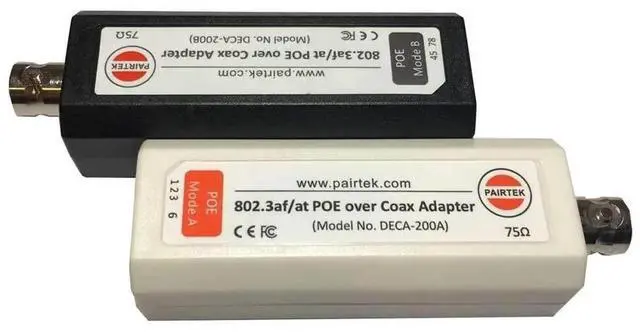 75Ω
(Model No. DECA-200B)
802.3af/at POE over Coax Adapter
www.pairtek.com
PAIRTEK
CE FC
POE
Mode B
45 78
www.pairtek.com
802.3af/at POE over Coax Adapter
(Model No. DECA-200A)
CE FC
POE
Mode A
123 6
PAIRTEK
75Ω